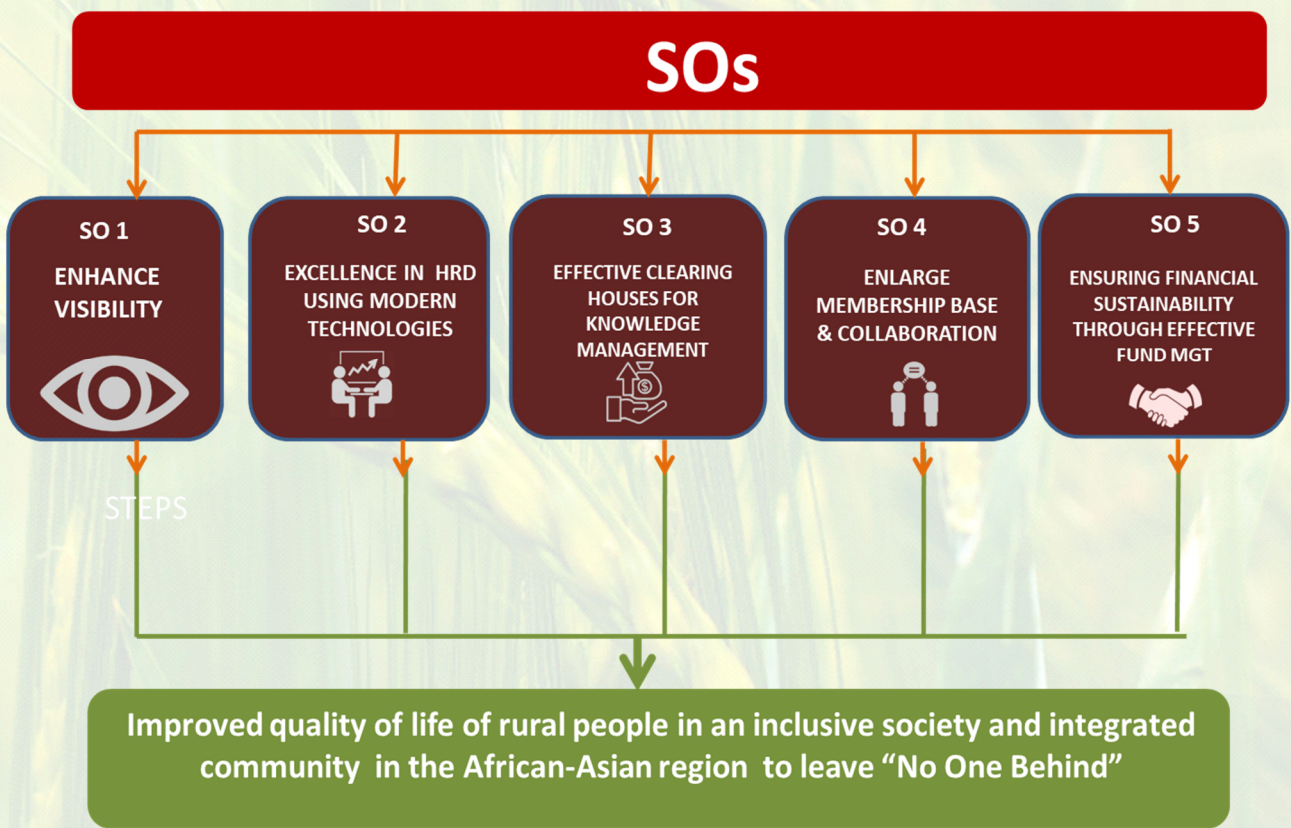 SOs
SO 1
ENHANCE
VISIBILITY
SO 2
EXCELLENCE IN HRD
USING MODERN
TECHNOLOGIES
SO 3
EFFECTIVE CLEARING
HOUSES FOR
KNOWLEDGE
MANAGEMENT
$
SO 4
ENLARGE
MEMBERSHIP BASE
& COLLABORATION
SO 5
ENSURING FINANCIAL
SUSTAINABILITY
THROUGH EFFECTIVE
FUND MGT
STEPS
Improved quality of life of rural people in an inclusive society and integrated
community in the African-Asian region to leave “No One Behind”